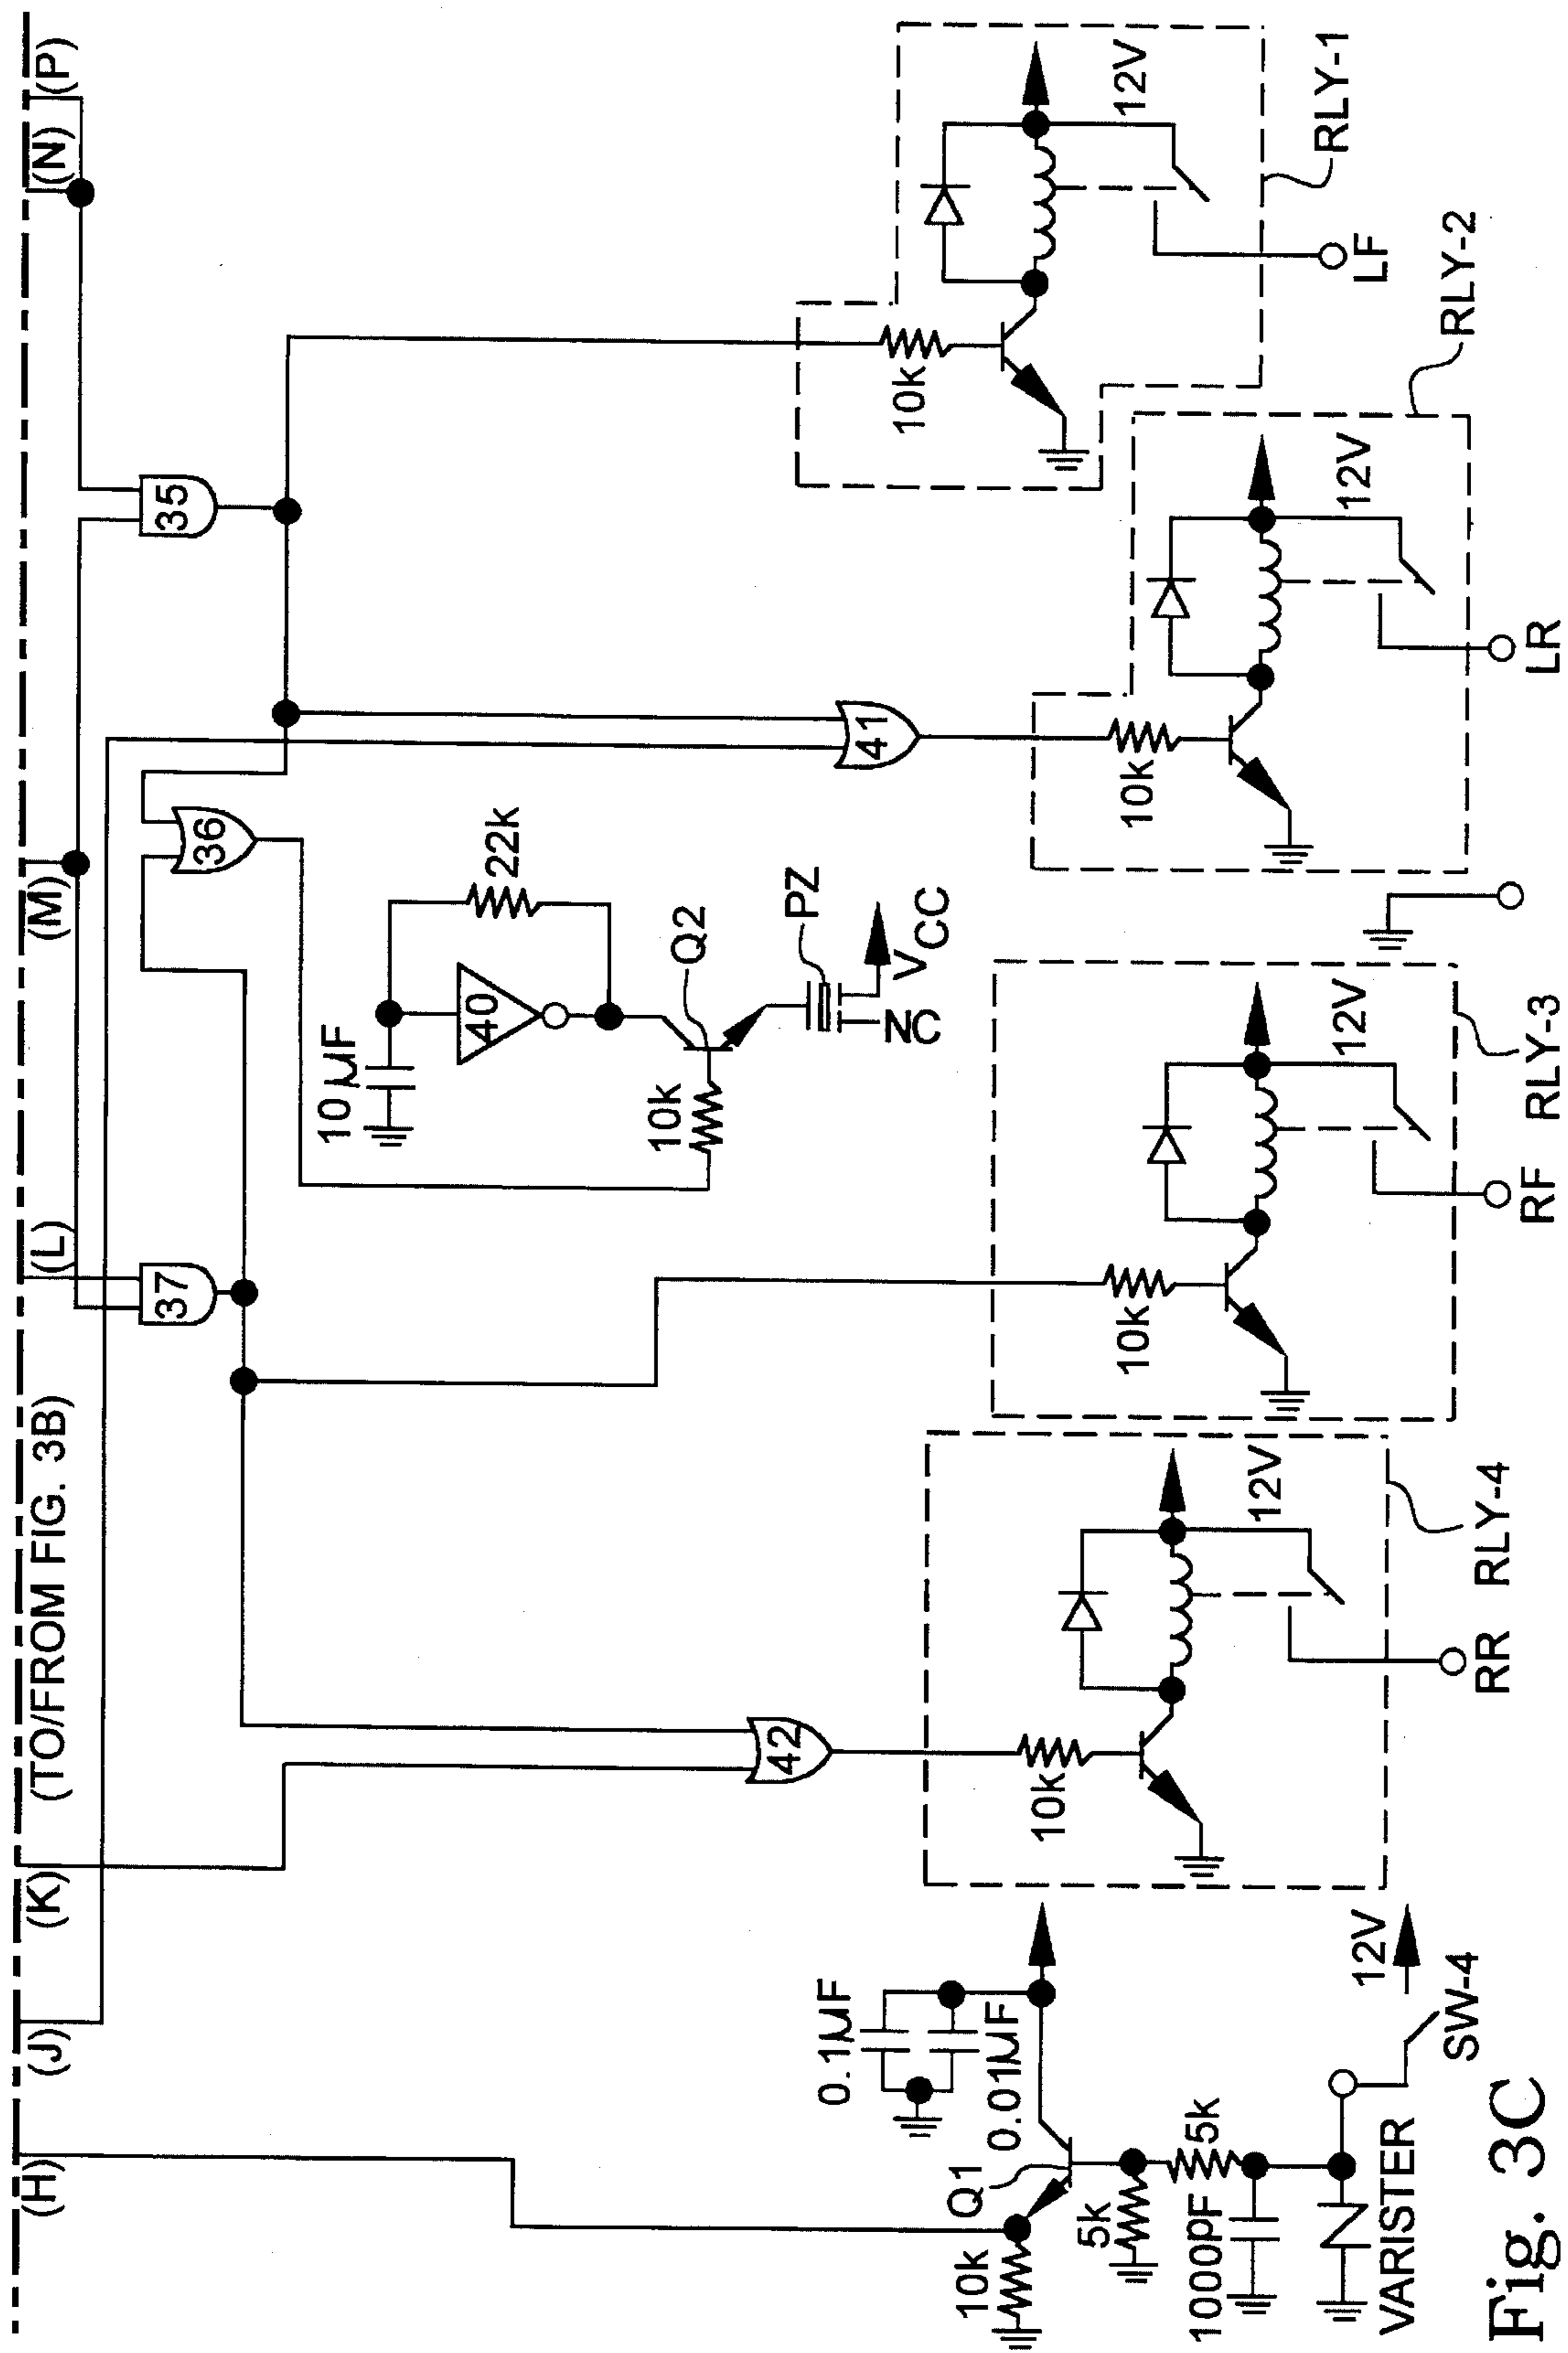 (TO/FROM FIG. 3B)
(H)
(J)
(K)
(L)
(M)
(N)
(P)
37
35
36
10µF
40
22k
10k
Q2
PZ
VCC
NC
42
41
0.1µF
0.01µF
Q1
10k
5k
5k
1000pF
VARISTER
12V
SW-4
10k
12V
RR
RLY-4
10k
12V
RF
RLY-3
10k
12V
LR
RLY-2
10k
12V
LF
RLY-1
Fig. 3C